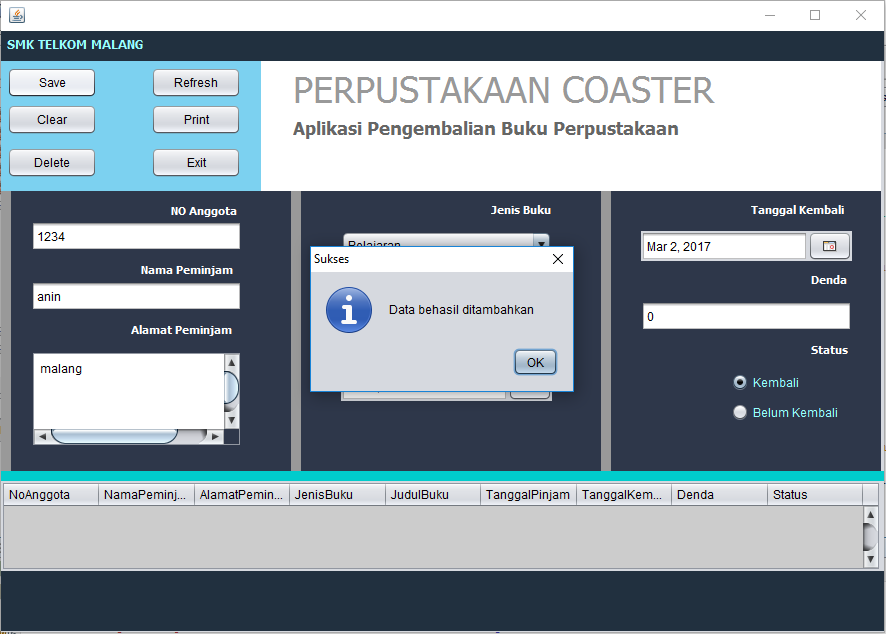 SMK TELKOM MALANG
Save
Refresh
Clear
Print
Delete
Exit
PERPUSTAKAAN COASTER
Aplikasi Pengembalian Buku Perpustakaan
NO Anggota
1234
Nama Peminjam
anin
Alamat Peminjam
malang
Jenis Buku
Pelajaran
Sukses
Data behasil ditambahkan
OK
Tanggal Kembali
Mar 2, 2017
Denda
0
Status
Kembali
Belum Kembali
NoAnggota NamaPeminj... AlamatPemin... JenisBuku JudulBuku TanggalPinjam TanggalKem... Denda Status